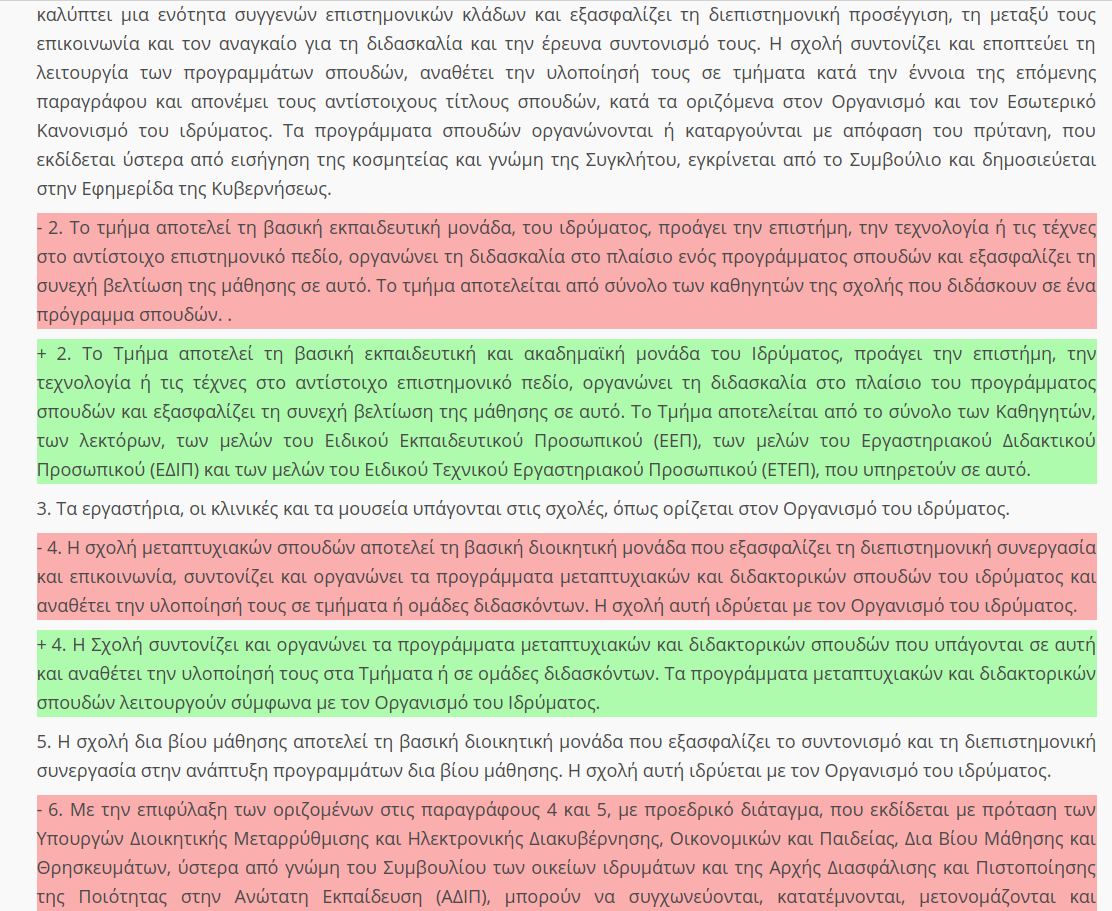 καλύπτει μια ενότητα συγγενών επιστημονικών κλάδων και εξασφαλίζει τη διεπιστημονική προσέγγιση, τη μεταξύ τους
επικοινωνία και τον αναγκαίο για τη διδασκαλία και την έρευνα συντονισμό τους. Η σχολή συντονίζει και εποπτεύει τη
λειτουργία των προγραμμάτων σπουδών, αναθέτει την υλοποίησή τους σε τμήματα κατά την έννοια της επόμενης
παραγράφου και απονέμει τους αντίστοιχους τίτλους σπουδών, κατά τα οριζόμενα στον Οργανισμό και τον Εσωτερικό
Κανονισμό του ιδρύματος. Τα προγράμματα σπουδών οργανώνονται ή καταργούνται με απόφαση του πρύτανη, που
εκδίδεται ύστερα από εισήγηση της κοσμητείας και γνώμη της Συγκλήτου, εγκρίνεται από το Συμβούλιο και δημοσιεύεται
στην Εφημερίδα της Κυβερνήσεως.
- 2. Το τμήμα αποτελεί τη βασική εκπαιδευτική μονάδα, του ιδρύματος, προάγει την επιστήμη, την τεχνολογία ή τις τέχνες
στο αντίστοιχο επιστημονικό πεδίο, οργανώνει τη διδασκαλία στο πλαίσιο ενός προγράμματος σπουδών και εξασφαλίζει τη
συνεχή βελτίωση της μάθησης σε αυτό. Το τμήμα αποτελείται από σύνολο των καθηγητών της σχολής που διδάσκουν σε ένα
πρόγραμμα σπουδών. .
+ 2. Το Τμήμα αποτελεί τη βασική εκπαιδευτική και ακαδημαϊκή μονάδα του Ιδρύματος, προάγει την επιστήμη, την
τεχνολογία ή τις τέχνες στο αντίστοιχο επιστημονικό πεδίο, οργανώνει τη διδασκαλία στο πλαίσιο του προγράμματος
σπουδών και εξασφαλίζει τη συνεχή βελτίωση της μάθησης σε αυτό. Το Τμήμα αποτελείται από το σύνολο των Καθηγητών,
των λεκτόρων, των μελών του Ειδικού Εκπαιδευτικού Προσωπικού (ΕΕΠ), των μελών του Εργαστηριακού Διδακτικού
Προσωπικού (ΕΔΙΠ) και των μελών του Ειδικού Τεχνικού Εργαστηριακού Προσωπικού (ΕΤΕΠ), που υπηρετούν σε αυτό.
3. Τα εργαστήρια, οι κλινικές και τα μουσεία υπάγονται στις σχολές, όπως ορίζεται στον Οργανισμό του ιδρύματος.
- 4. Η σχολή μεταπτυχιακών σπουδών αποτελεί τη βασική διοικητική μονάδα που εξασφαλίζει τη διεπιστημονική συνεργασία
και επικοινωνία, συντονίζει και οργανώνει τα προγράμματα μεταπτυχιακών και διδακτορικών σπουδών του ιδρύματος και
αναθέτει την υλοποίησή τους σε τμήματα ή ομάδες διδασκόντων. Η σχολή αυτή ιδρύεται με τον Οργανισμό του ιδρύματος.
+ 4. Η Σχολή συντονίζει και οργανώνει τα προγράμματα μεταπτυχιακών και διδακτορικών σπουδών που υπάγονται σε αυτή
και αναθέτει την υλοποίησή τους στα Τμήματα ή σε ομάδες διδασκόντων. Τα προγράμματα μεταπτυχιακών και διδακτορικών
σπουδών λειτουργούν σύμφωνα με τον Οργανισμό του Ιδρύματος.
5. Η σχολή δια βίου μάθησης αποτελεί τη βασική διοικητική μονάδα που εξασφαλίζει το συντονισμό και τη διεπιστημονική
συνεργασία στην ανάπτυξη προγραμμάτων δια βίου μάθησης. Η σχολή αυτή ιδρύεται με τον Οργανισμό του ιδρύματος.
- 6. Με την επιφύλαξη των οριζομένων στις παραγράφους 4 και 5, με προεδρικό διάταγμα, που εκδίδεται με πρόταση των
Υπουργών Διοικητικής Μεταρρύθμισης και Ηλεκτρονικής Διακυβέρνησης, Οικονομικών και Παιδείας, Δια Βίου Μάθησης και
Θρησκευμάτων, ύστερα από γνώμη του Συμβουλίου των οικείων ιδρυμάτων και της Αρχής Διασφάλισης και Πιστοποίησης
της Ποιότητας στην Ανώτατη Εκπαίδευση (ΑΔΙΠ), μπορούν να συγχωνεύονται, κατατέμνονται, μετονομάζονται και